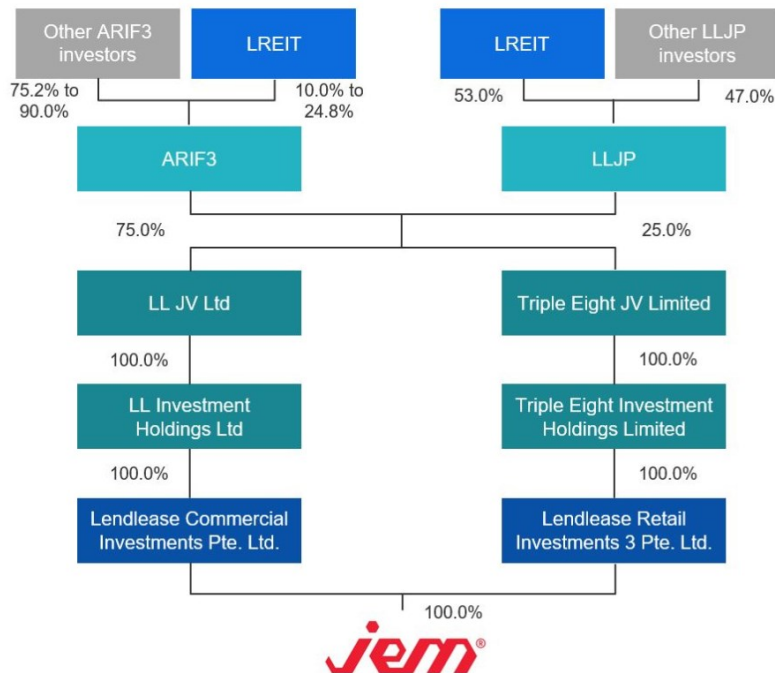 Other ARIF3
investors
LREIT
LREIT
Other LLJP
investors
75.2% to
90.0%
10.0% to
24.8%
53.0%
47.0%
ARIF3
LLJP
75.0%
25.0%
LL JV Ltd
Triple Eight JV Limited
100.0%
100.0%
LL Investment
Holdings Ltd
Triple Eight Investment
Holdings Limited
100.0%
100.0%
Lendlease Commercial
Investments Pte. Ltd.
Lendlease Retail
Investments 3 Pte. Ltd.
100.0%
jem®